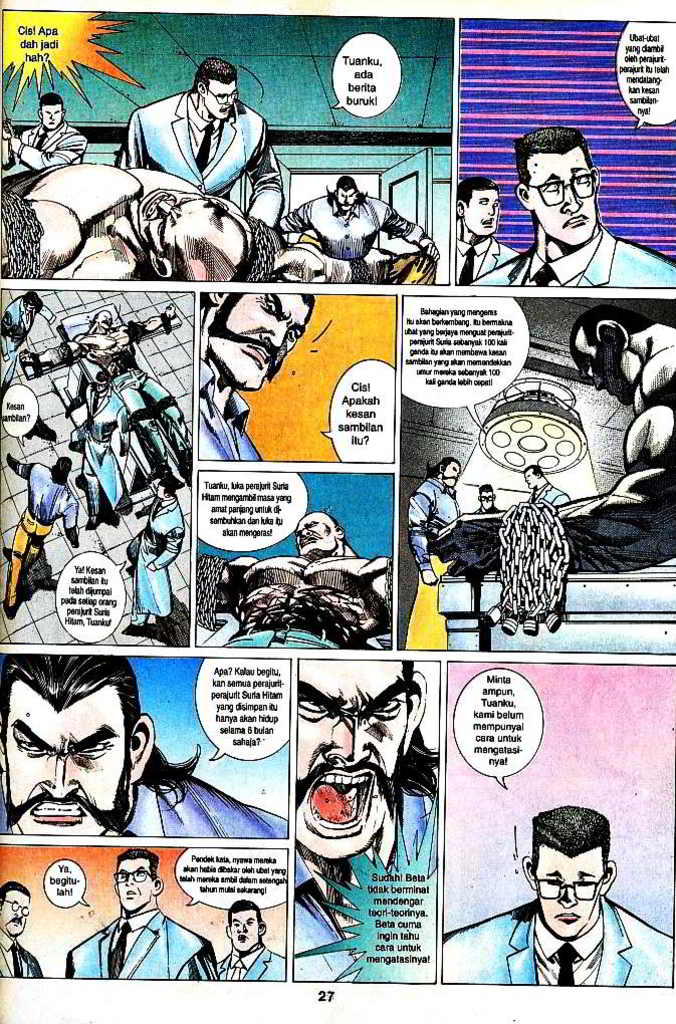 Cis! Apa
dah jadi
hah?
Tuanku,
ada
berita
buruk!
Ubat-ubat
yang diambil
oleh perajurit-
perajurit itu telah
mendatang-
kan kesan
sambilan-
nya!
Kesan
sambilan?
Ya! Kesan
sambilan itu
telah dijumpai
pada setiap orang
perajurit Suria
Hitam, Tuanku!
Cis!
Apakah
kesan
sambilan
itu?
Tuanku, luka perajurit Suria
Hitam mengambil masa yang
amat panjang untuk di-
sembuhkan dan luka itu
akan mengeras!
Bahagian yang mengeras
itu akan berkembang. Itu bermakna
ubat yang menguat perajurit-
perajurit Suria Hitam
sebanyak 100 kali
ganda itu akan membawa kesan
sambilan yang akan
memendekkan
umur mereka sebanyak 100
kali ganda lebih cepat!
Apa? Kalau begitu,
kan semua perajurit-
perajurit Suria Hitam
yang disimpan itu
hanya akan hidup
selama 6 bulan
sahaja?
Ya,
begitu-
lah!
Pendek kata, nyawa mereka
akan habis dibakar oleh ubat yang
telah mereka ambil dalam setengah
tahun mulai sekarang!
Sudah! Beta
tidak berminat
mendengar
teori-teorinya.
Beta cuma
ingin tahu
cara untuk
mengatasinya!
Minta
ampun,
Tuanku,
kami belum
mempunyai
cara untuk
mengatasi-
nya!
27